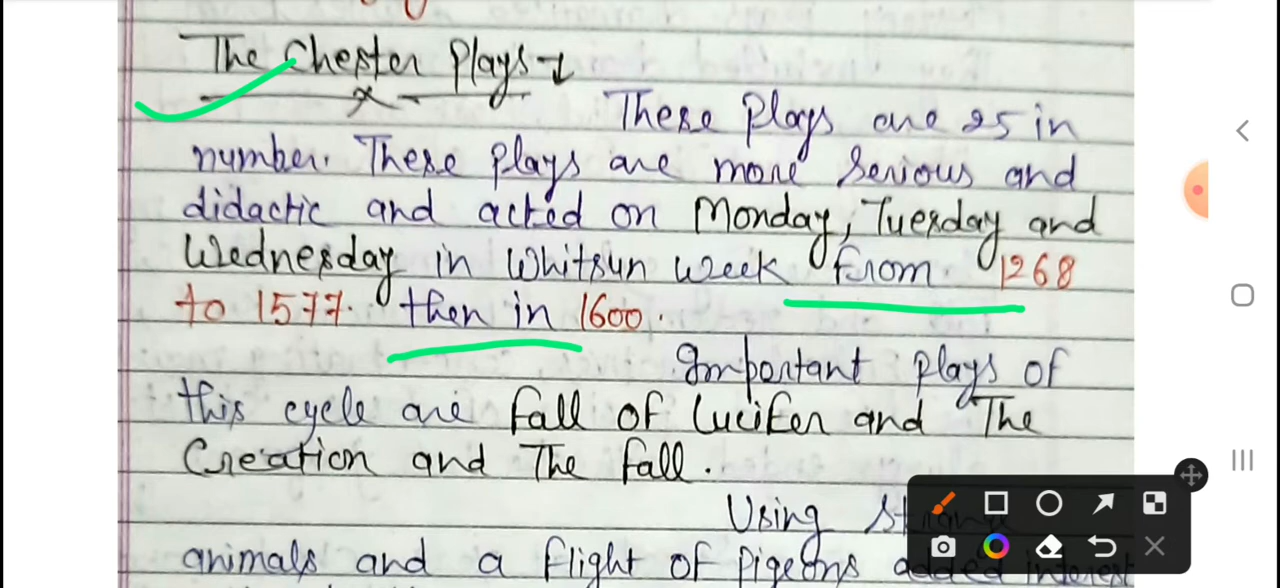 The Chester Plays
These Plays are 25 in
number. These plays are more serious and
didactic and acted on Monday, Tuesday and
Wednesday in Whitsun week from 1268
to 1577. then in 1600.
Important plays of
this cycle are Fall of Lucifer and The
Creation and The Fall.
Using
animals and a flight of pigeons added interest